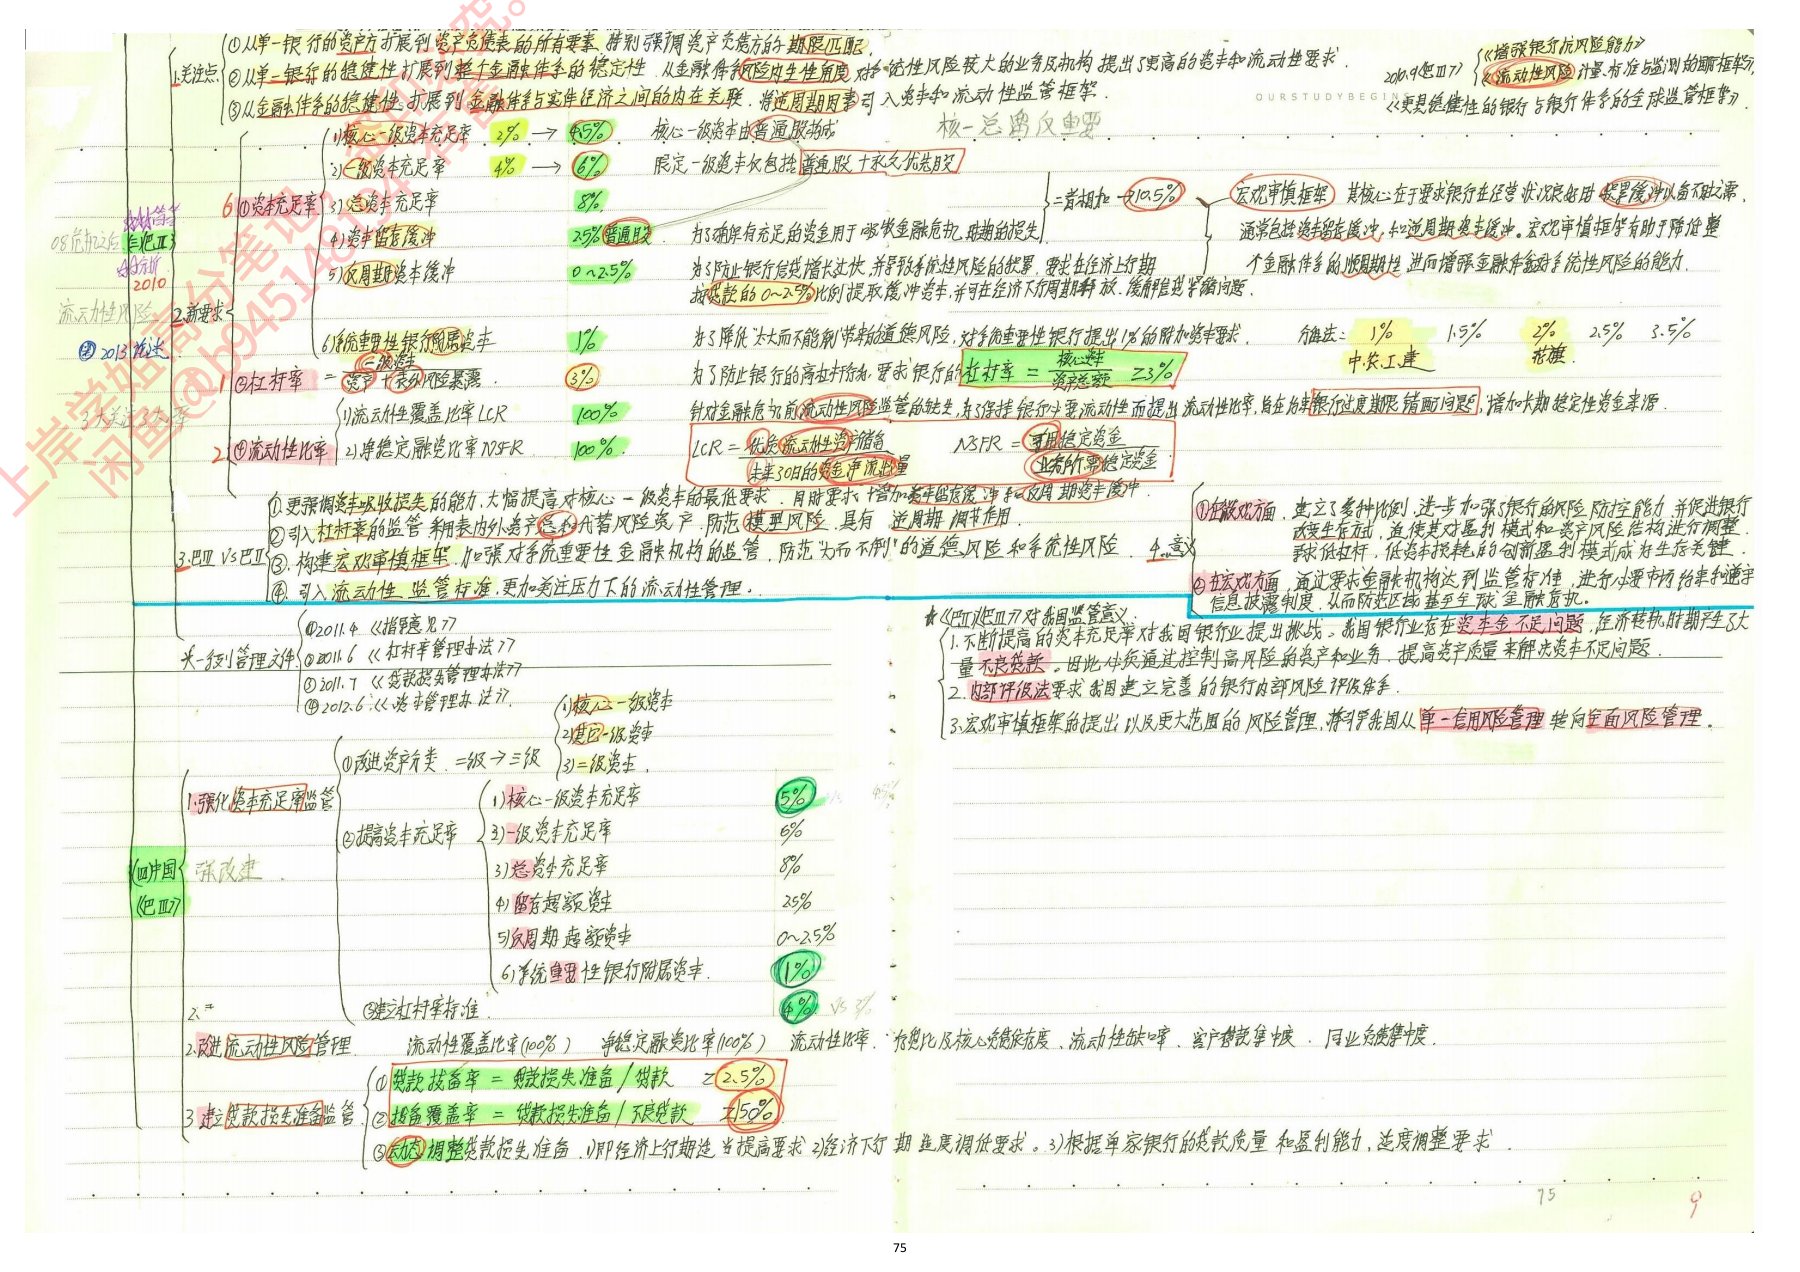 ①从单一银行的资产方扩展到资产负债表的所有要素,特别强调资产负债方的期限匹配.
1.关注点 ②从单一银行的稳健性扩展到整个金融体系的稳定性.从金融体系风险内生性角度对系统性风险较大的业务及机构提出了更高的资本和流动性要求.
③从金融体系的稳健性扩展到金融体系与实体经济之间的内在关联.将逆周期因素引入资本和流动性监管框架.
2010.9《巴Ⅲ》
《增强银行抗风险能力》
《流动性风险计量、标准与监测的国际框架》
《更具稳健性的银行与银行体系的全球监管框架》.
OURSTUDYBEGINS
核一总留反重要
08危机之后 三《巴Ⅲ》
简答
分析
2010
流动性风险
2013
3大关注3大率
2.新要求
6 ①资本充足率
1)核心一级资本充足率 2% → 4.5% 核心一级资本由普通股构成
2)一级资本充足率 4% → 6% 限定一级资本仅包括普通股+永久优先股
3)总资本充足率 8%
4)资本留存缓冲 2.5%普通股 为了确保有充足的资金用于吸收金融危机时期的损失
=者相加→10.5%
5)反周期资本缓冲 0~2.5% 为了防止银行信贷增长过快,并导致系统性风险的积累,要求在经济上行期
按贷款的0~2.5%比例提取缓冲资本,并可在经济下行周期释放,缓解信贷紧缩问题.
宏观审慎框架 其核心在于要求银行在经营状况良好时积累缓冲以备不时之需.
通常包括资本留存缓冲,和逆周期资本缓冲.宏观审慎框架有助于降低整
个金融体系的顺周期性,进而增强金融体系应对系统性风险的能力.
6)系统重要性银行附属资本 1% 为了降低"太大而不能倒"带来的道德风险,对系统重要性银行提出1%的附加资本要求.
1% 1.5% 2% 2.5% 3.5%
中农工建 花旗.
1 ③杠杆率 = 一级资本/资产+表外风险暴露 3% 为了防止银行的高杠杆行为,要求银行的杠杆率 = 核心资本/资产总额 ≥3%
2 ④流动性比率
1)流动性覆盖比率LCR 100% 针对金融危机前流动性风险监管的缺失,为了保持银行必要流动性而提出流动性比率,旨在约束银行过度期限错配问题,增加长期稳定性资金来源.
2)净稳定融资比率NSFR 100%.
LCR = 优质流动性资产储备/未来30日的资金净流出量 NSFR = 可用稳定资金/业务所需稳定资金
3.巴Ⅲ VS 巴Ⅱ
①.更强调资本吸收损失的能力,大幅提高对核心一级资本的最低要求.同时要求增加资本留存缓冲和反周期资本缓冲.
②引入杠杆率的监管 利用表内外总资产总和代替风险资产.防范模型风险.具有逆周期调节作用.
③.构建宏观审慎框架.加强对系统重要性金融机构的监管.防范"大而不倒"的道德风险和系统性风险.
④.引入流动性监管标准,更加关注压力下的流动性管理.
4.意义
①在微观方面,建立了多种比例,进一步加强了银行的风险防控能力,并促进银行
改变生存方式,迫使其对盈利模式和资产风险结构进行调整.
寻求低杠杆,低资本损耗的创新盈利模式成为生存关键.
②在宏观方面 通过要求金融机构达到监管标准,进行必要市场约束和遵守
信息披露制度,从而防范区域甚至全球金融危机.
(四)中国
《巴Ⅲ》
强改建.
头一系列管理文件
①2011.4《指导意见》
②2011.6《杠杆率管理办法》
③2011.7《贷款损失管理办法》
④2012.6:《资本管理办法》.
★《巴Ⅱ》《巴Ⅲ》对我国监管意义.
1.不断提高的资本充足率对我国银行业提出挑战.我国银行业存在资本金不足问题,经济转轨时期产生了大
量不良贷款.因此必须通过控制高风险的资产和业务,提高资产质量来解决资本不足问题.
2.内部评级法要求我国建立完善的银行内部风险评级体系.
3.宏观审慎框架的提出以及更大范围的风险管理,将引导我国从单一信用风险管理转向全面风险管理.
1.强化资本充足率监管
①改进资本分类 二级→三级
1)核心一级资本
2)其它一级资本
3)二级资本.
②提高资本充足率
1)核心一级资本充足率 5%
2)一级资本充足率 6%
3)总资本充足率 8%
4)留存超额资本 2.5%
5)反周期超额资本 0~2.5%
6)系统重要性银行附属资本. 1%
③建立杠杆率标准. 4% VS 3%
2.改进流动性风险管理 流动性覆盖比率(100%) 净稳定融资比率(100%) 流动性比率、存贷比及核心负债依存度、流动性缺口率、客户贷款集中度.同业负债集中度.
3.建立贷款损失准备监管
①贷款拨备率 = 贷款损失准备/贷款 ≥2.5%
②拨备覆盖率 = 贷款损失准备/不良贷款 ≥150%
③动态调整贷款损失准备.1)即经济上行期适当提高要求 2)经济下行期适度调低要求.3)根据单家银行的贷款质量和盈利能力,适度调整要求.
75
9
75
上岸学姐高分笔记
闲鱼@b94514819